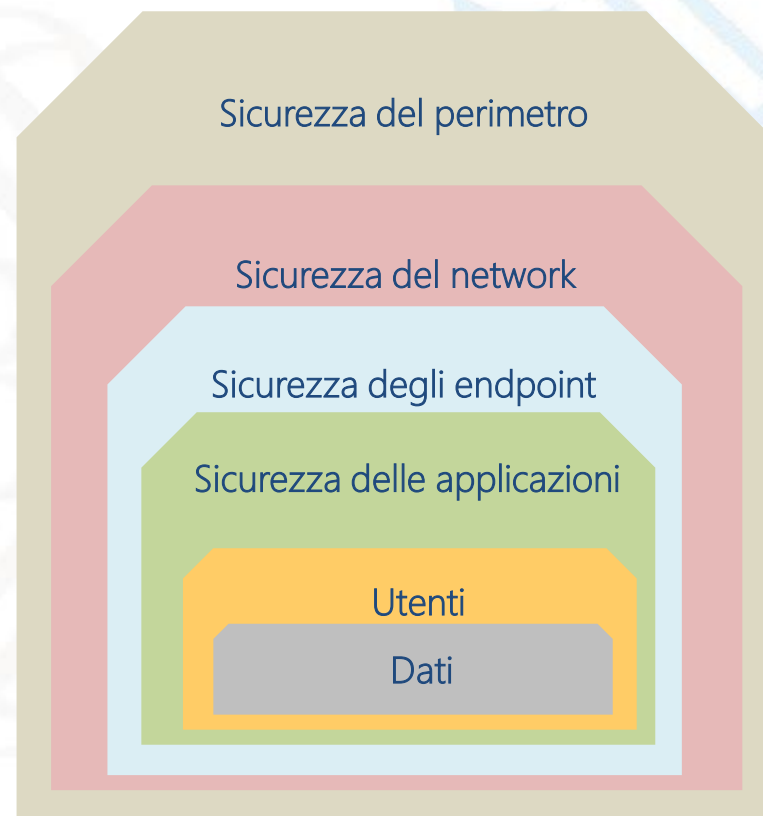 Sicurezza del perimetro
Sicurezza del network
Sicurezza degli endpoint
Sicurezza delle applicazioni
Utenti
Dati